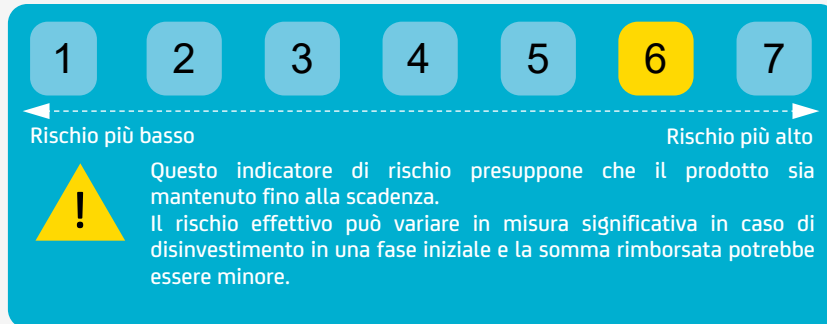 1 2 3 4 5 6 7
Rischio più basso Rischio più alto
Questo indicatore di rischio presuppone che il prodotto sia
mantenuto fino alla scadenza.
Il rischio effettivo può variare in misura significativa in caso di
disinvestimento in una fase iniziale e la somma rimborsata potrebbe
essere minore.
!